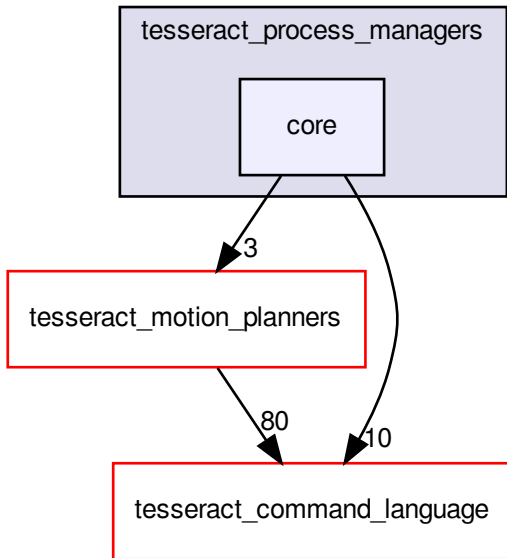 tesseract_process_managers
core
3
tesseract_motion_planners
80
10
tesseract_command_language